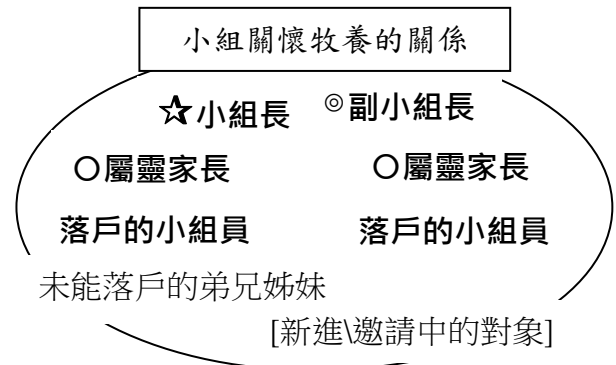 小組關懷牧養的關係
☆小組長 ◎副小組長
〇屬靈家長 〇屬靈家長
落戶的小組員 落戶的小組員
未能落戶的弟兄姊妹
[新進\邀請中的對象]